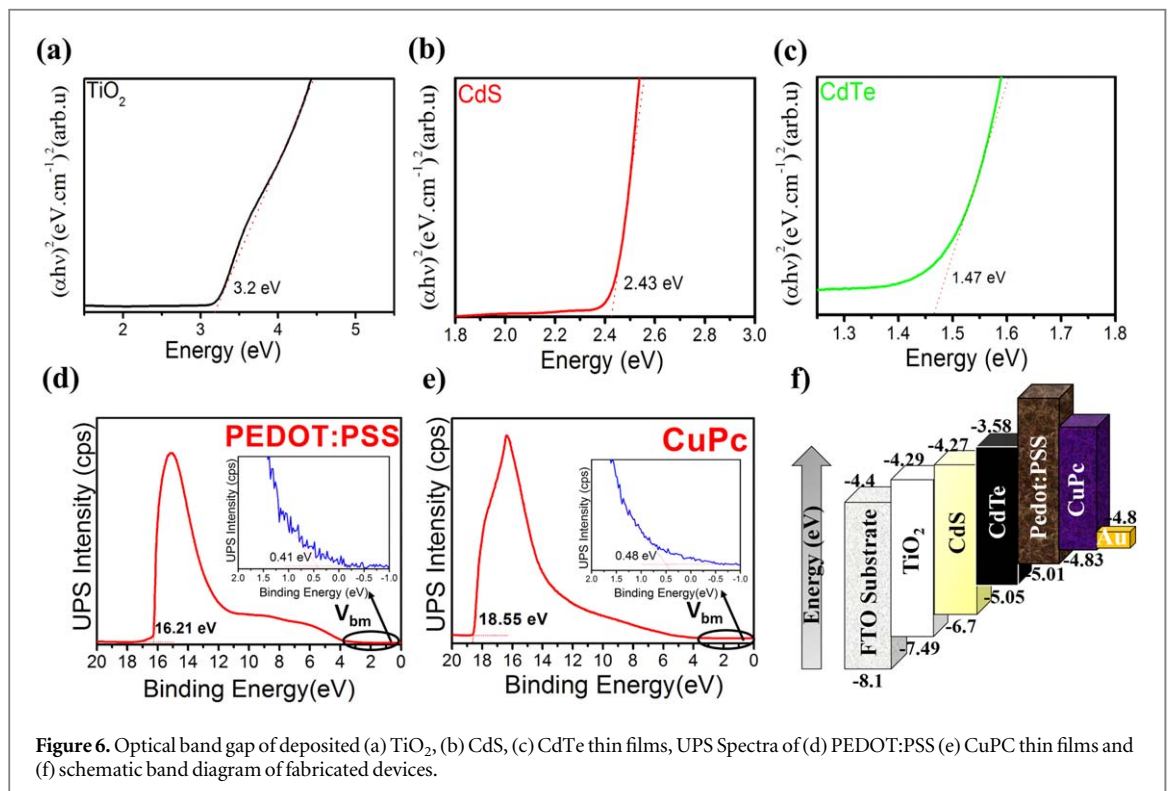 (a)
TiO₂
(αhν)² (eV.cm⁻¹)² (arb.u)
3.2 eV
2 3 4 5
Energy (eV)
(b)
CdS
(αhν)² (eV.cm⁻¹)² (arb.u)
2.43 eV
1.8 2.0 2.2 2.4 2.6 2.8 3.0
Energy (eV)
(c)
CdTe
(αhν)² (eV.cm⁻¹)² (arb.u)
1.47 eV
1.3 1.4 1.5 1.6 1.7 1.8
Energy (eV)
(d)
PEDOT:PSS
UPS Intensity (cps)
UPS Intensity (cps)
0.41 eV
2.0 1.5 1.0 0.5 0.0 -0.5 -1.0
Binding Energy (eV)
Vbm
16.21 eV
20 18 16 14 12 10 8 6 4 2 0
Binding Energy(eV)
e)
CuPc
UPS Intensity (cps)
UPS Intensity (cps)
0.48 eV
2.0 1.5 1.0 0.5 0.0 -0.5 -1.0
Binding Energy (eV)
Vbm
18.55 eV
20 18 16 14 12 10 8 6 4 2 0
Binding Energy(eV)
f)
Energy (eV)
-4.4
FTO Substrate
-8.1
-4.29
TiO₂
-7.49
-4.27
CdS
-6.7
-3.58
CdTe
-5.05
Pedot:PSS
-5.01
CuPc
-4.83
-4.8
Au
Figure 6. Optical band gap of deposited (a) TiO₂, (b) CdS, (c) CdTe thin films, UPS Spectra of (d) PEDOT:PSS (e) CuPC thin films and
(f) schematic band diagram of fabricated devices.